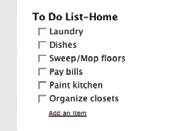 To Do List-Home
Laundry
Dishes
Sweep/Mop floors
Pay bills
Paint kitchen
Organize closets
Add an item